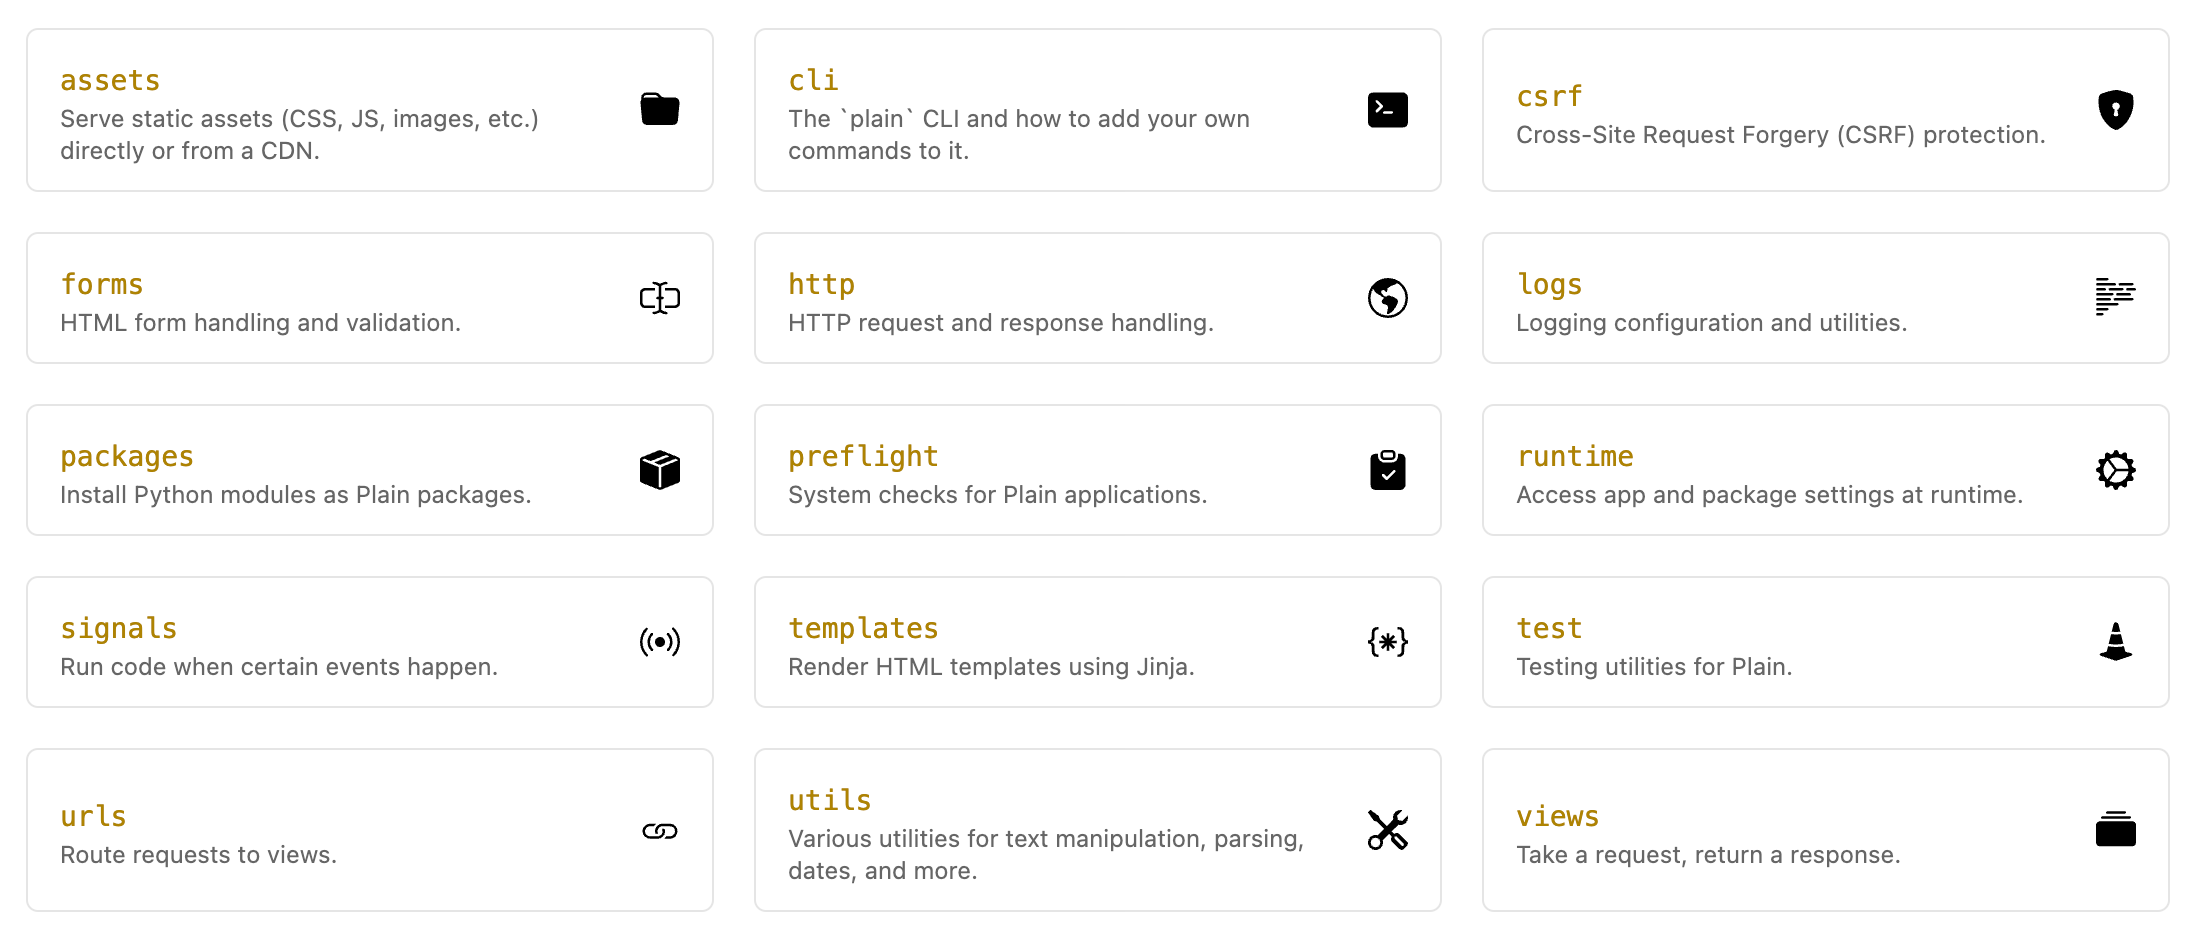 assets
Serve static assets (CSS, JS, images, etc.)
directly or from a CDN.
cli
The `plain` CLI and how to add your own
commands to it.
csrf
Cross-Site Request Forgery (CSRF) protection.
forms
HTML form handling and validation.
http
HTTP request and response handling.
logs
Logging configuration and utilities.
packages
Install Python modules as Plain packages.
preflight
System checks for Plain applications.
runtime
Access app and package settings at runtime.
signals
Run code when certain events happen.
templates
Render HTML templates using Jinja.
test
Testing utilities for Plain.
urls
Route requests to views.
utils
Various utilities for text manipulation, parsing,
dates, and more.
views
Take a request, return a response.